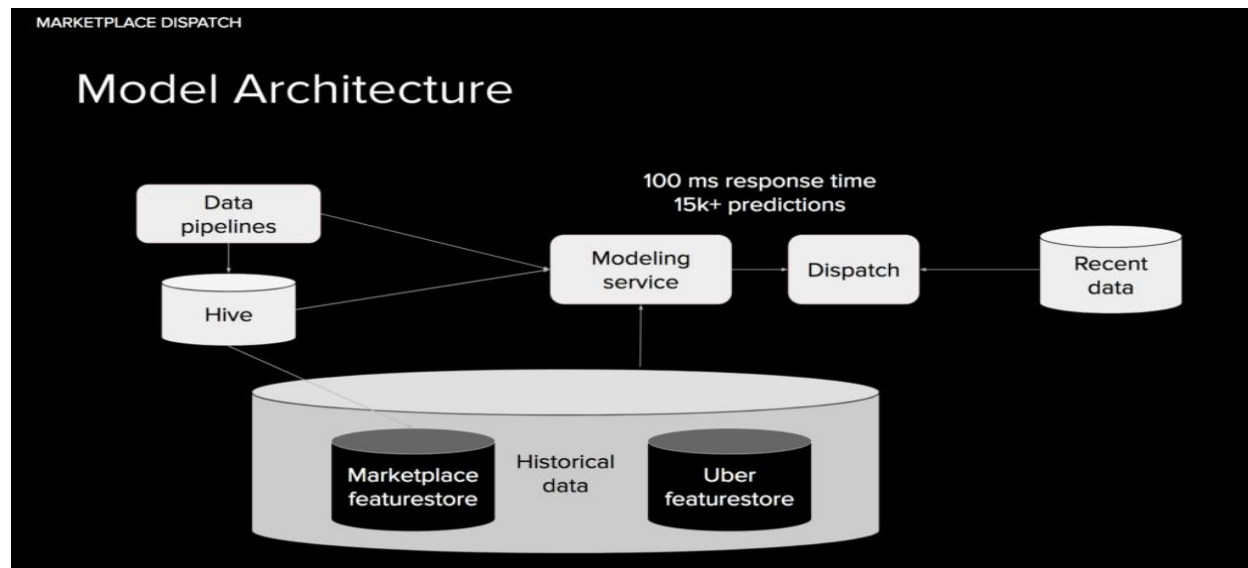 MARKETPLACE DISPATCH
Model Architecture
100 ms response time
15k+ predictions
Data
pipelines
Modeling
service
Dispatch
Recent
data
Hive
Marketplace
featurestore
Historical
data
Uber
featurestore